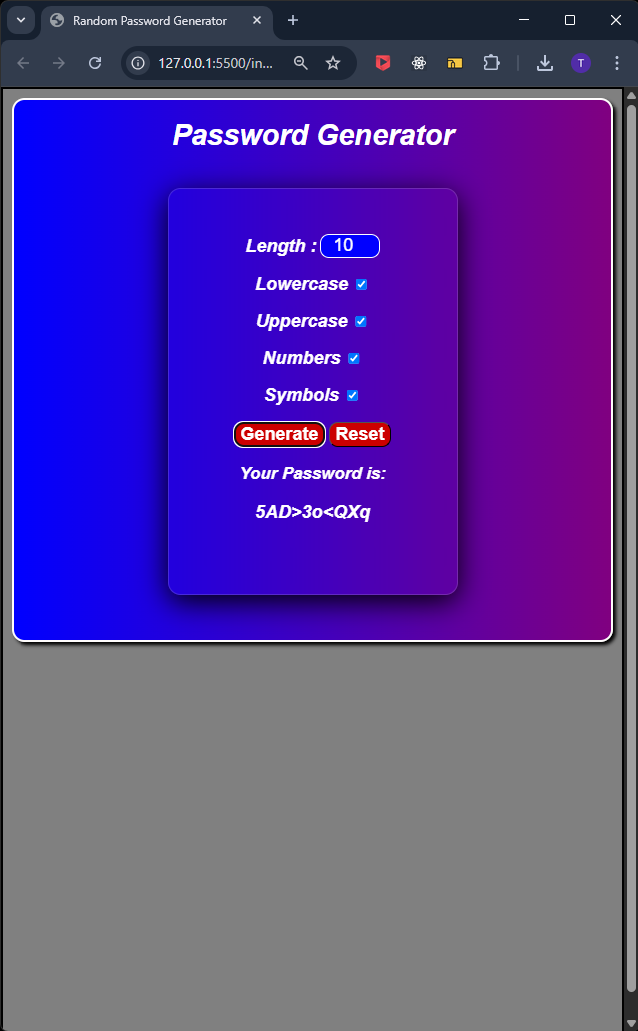 Random Password Generator
127.0.0.1:5500/in...
T
Password Generator
Length : 10
Lowercase
Uppercase
Numbers
Symbols
Generate Reset
Your Password is:
5AD>3o<QXq